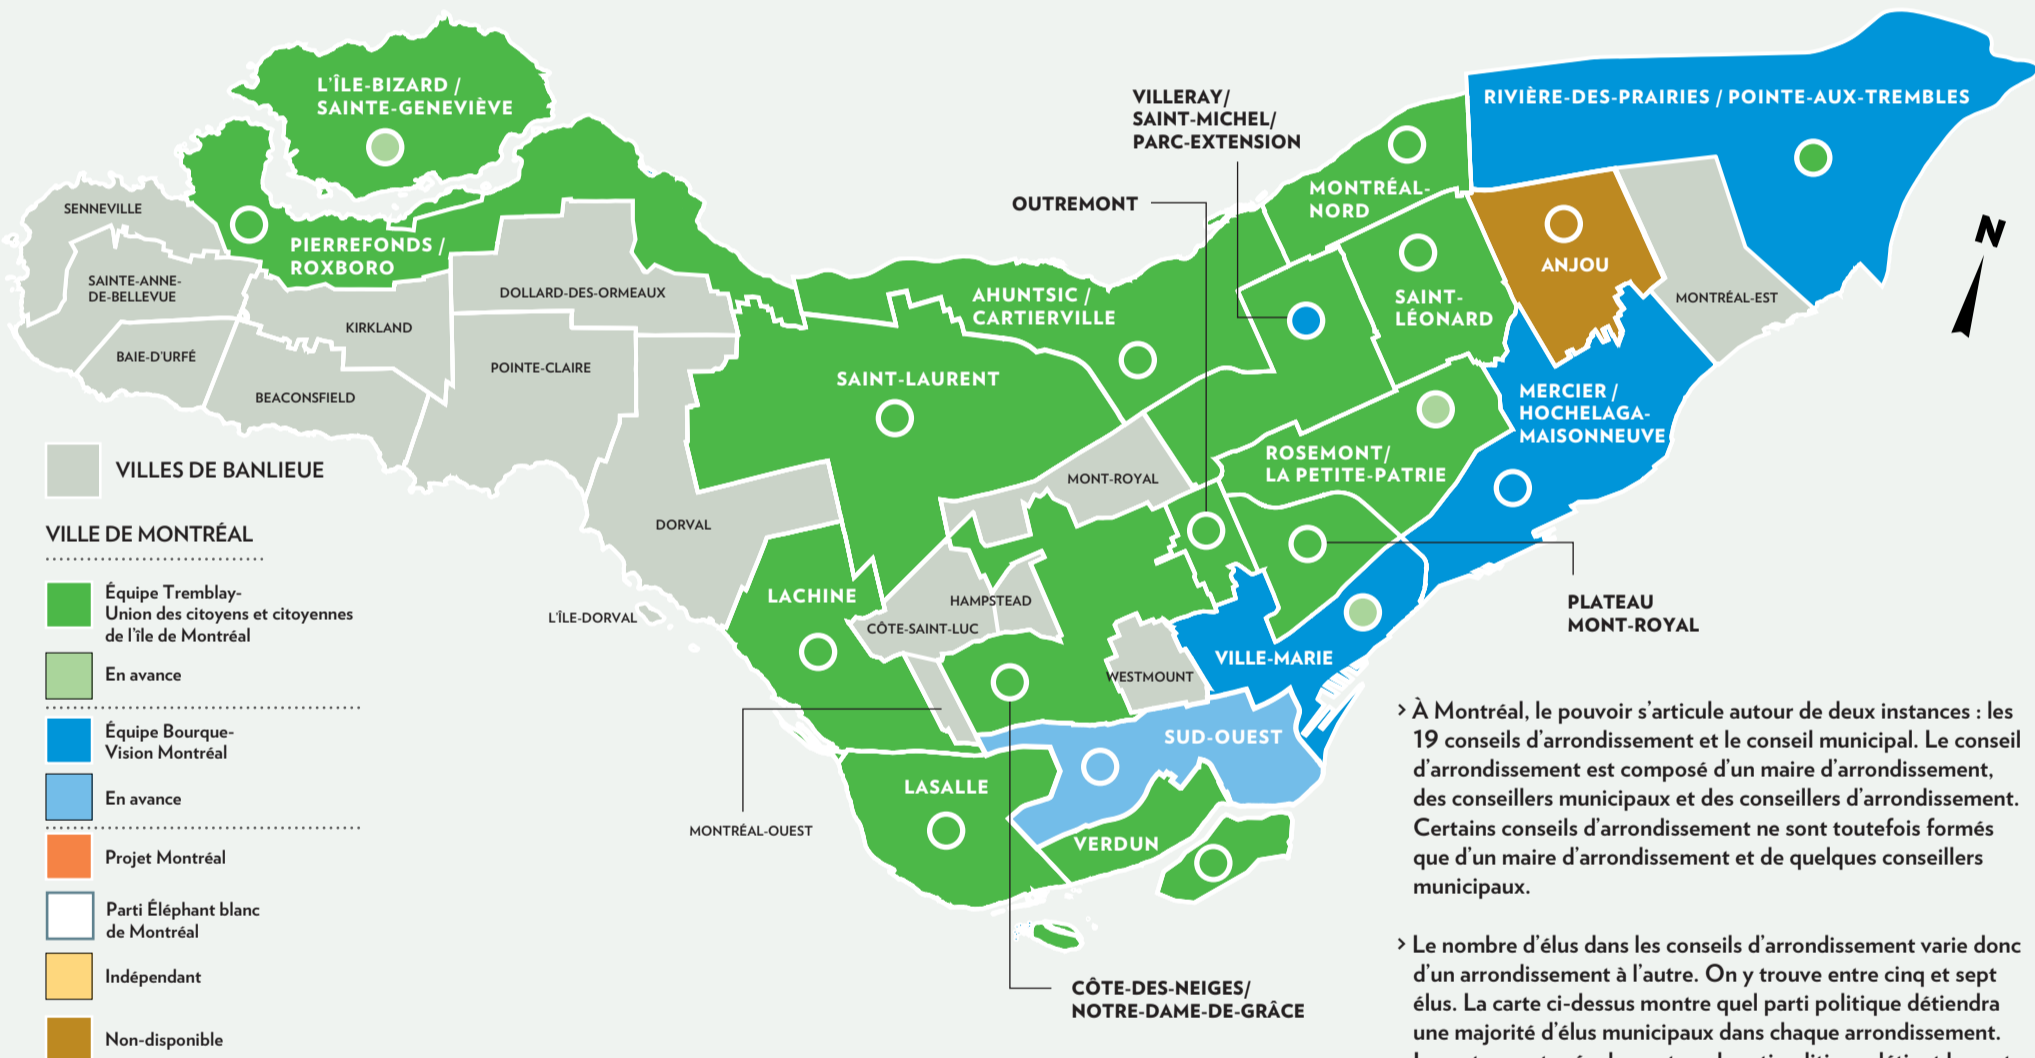 L'ÎLE-BIZARD /
SAINTE-GENEVIÈVE
PIERREFONDS /
ROXBORO
SENNEVILLE
SAINTE-ANNE-
DE-BELLEVUE
BAIE-D'URFÉ
KIRKLAND
BEACONSFIELD
DOLLARD-DES-ORMEAUX
POINTE-CLAIRE
DORVAL
L'ÎLE-DORVAL
SAINT-LAURENT
AHUNTSIC /
CARTIERVILLE
OUTREMONT
VILLERAY/
SAINT-MICHEL/
PARC-EXTENSION
MONTRÉAL-
NORD
SAINT-
LÉONARD
RIVIÈRE-DES-PRAIRIES / POINTE-AUX-TREMBLES
ANJOU
MONTRÉAL-EST
N
MERCIER /
HOCHELAGA-
MAISONNEUVE
ROSEMONT/
LA PETITE-PATRIE
MONT-ROYAL
LACHINE
HAMPSTEAD
CÔTE-SAINT-LUC
WESTMOUNT
VILLE-MARIE
PLATEAU
MONT-ROYAL
SUD-OUEST
LASALLE
VERDUN
MONTRÉAL-OUEST
CÔTE-DES-NEIGES/
NOTRE-DAME-DE-GRÂCE
VILLES DE BANLIEUE
VILLE DE MONTRÉAL
Équipe Tremblay-
Union des citoyens et citoyennes
de l'île de Montréal
En avance
Équipe Bourque-
Vision Montréal
En avance
Projet Montréal
Parti Éléphant blanc
de Montréal
Indépendant
Non-disponible
> À Montréal, le pouvoir s'articule autour de deux instances : les
19 conseils d'arrondissement et le conseil municipal. Le conseil
d'arrondissement est composé d'un maire d'arrondissement,
des conseillers municipaux et des conseillers d'arrondissement.
Certains conseils d'arrondissement ne sont toutefois formés
que d'un maire d'arrondissement et de quelques conseillers
municipaux.
> Le nombre d'élus dans les conseils d'arrondissement varie donc
d'un arrondissement à l'autre. On y trouve entre cinq et sept
élus. La carte ci-dessus montre quel parti politique détiendra
une majorité d'élus municipaux dans chaque arrondissement.